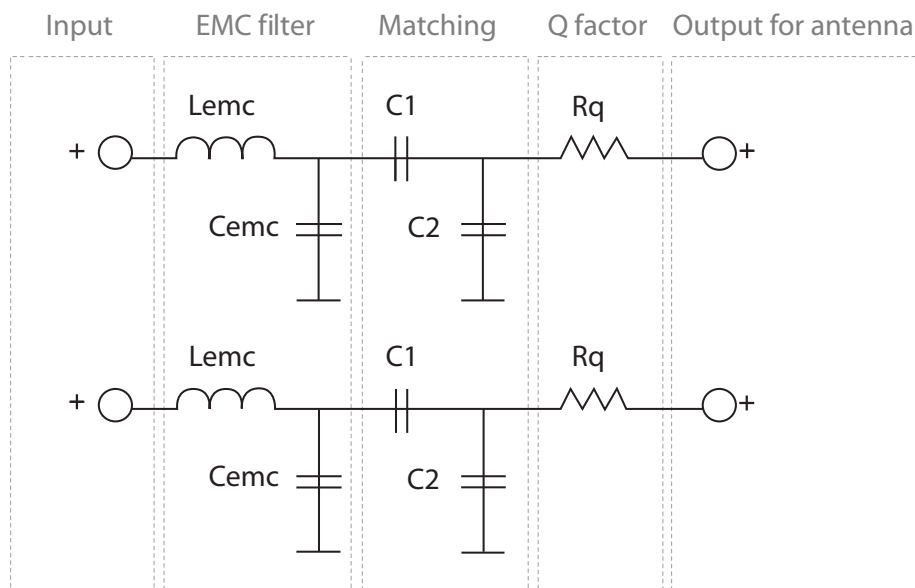 Input EMC filter Matching Q factor Output for antenna
Lemc C1 Rq
+ +
Cemc C2
Lemc C1 Rq
+ +
Cemc C2